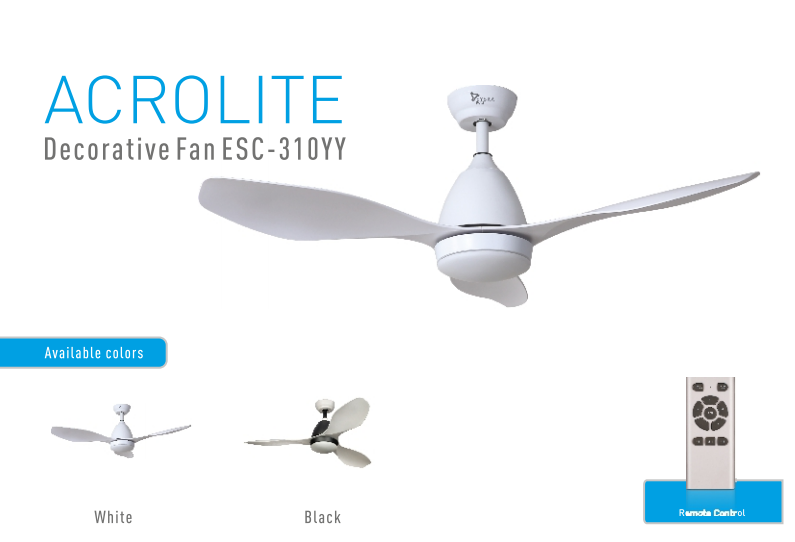 ACROLITE
Decorative Fan ESC-310YY
Available colors
White
Black
Remote Control